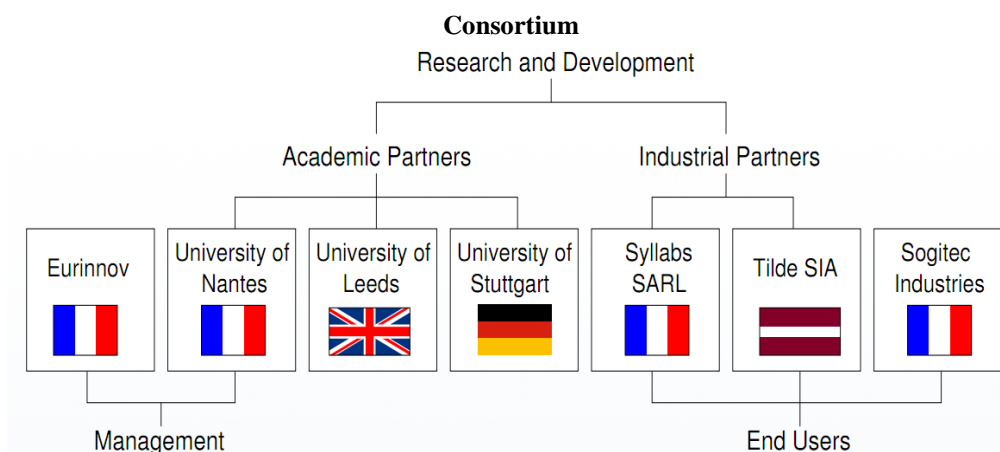 Consortium
Research and Development
Academic Partners
Industrial Partners
Eurinnov
University of
Nantes
University of
Leeds
University of
Stuttgart
Syllabs
SARL
Tilde SIA
Sogitec
Industries
Management
End Users